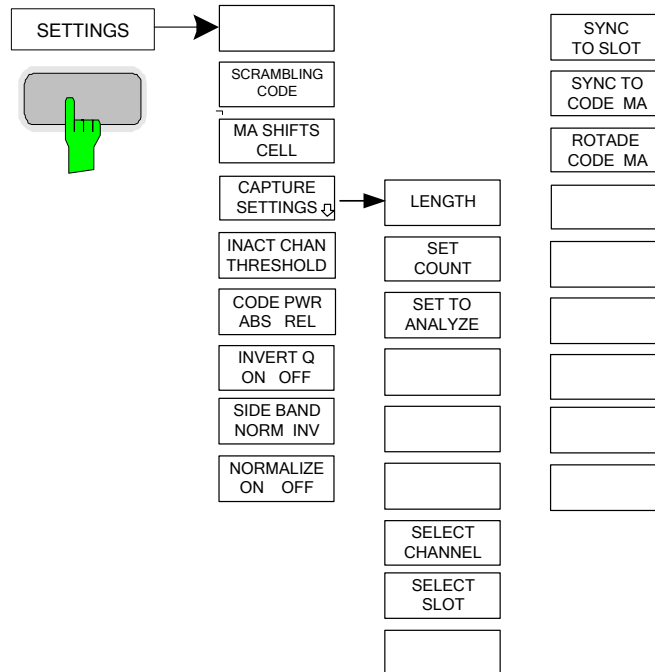 SETTINGS
SCRAMBLING
CODE
MA SHIFTS
CELL
CAPTURE
SETTINGS
INACT CHAN
THRESHOLD
CODE PWR
ABS REL
INVERT Q
ON OFF
SIDE BAND
NORM INV
NORMALIZE
ON OFF
LENGTH
SET
COUNT
SET TO
ANALYZE
SELECT
CHANNEL
SELECT
SLOT
SYNC
TO SLOT
SYNC TO
CODE MA
ROTADE
CODE MA